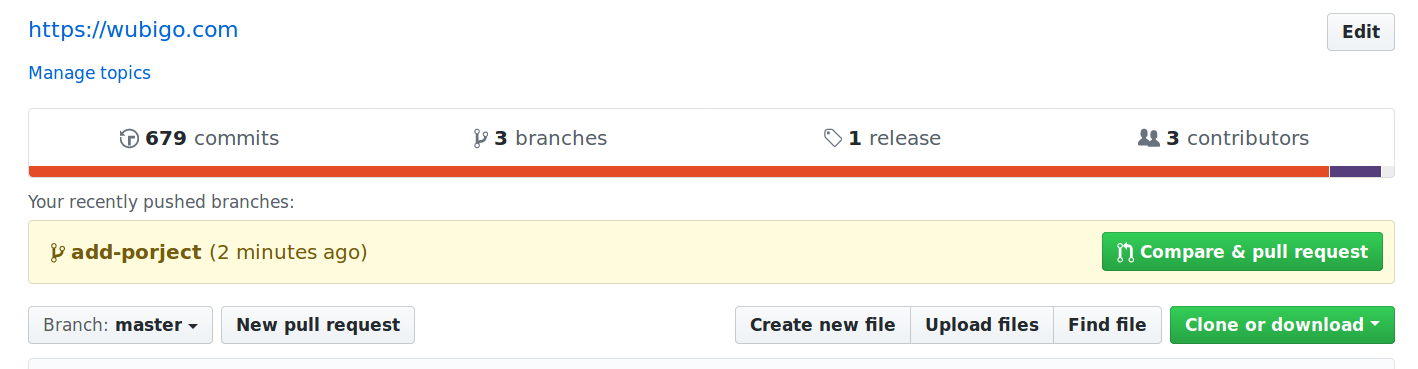 https://wubigo.com
Edit
Manage topics
679 commits
3 branches
1 release
3 contributors
Your recently pushed branches:
add-porject (2 minutes ago)
Compare & pull request
Branch: master
New pull request
Create new file
Upload files
Find file
Clone or download